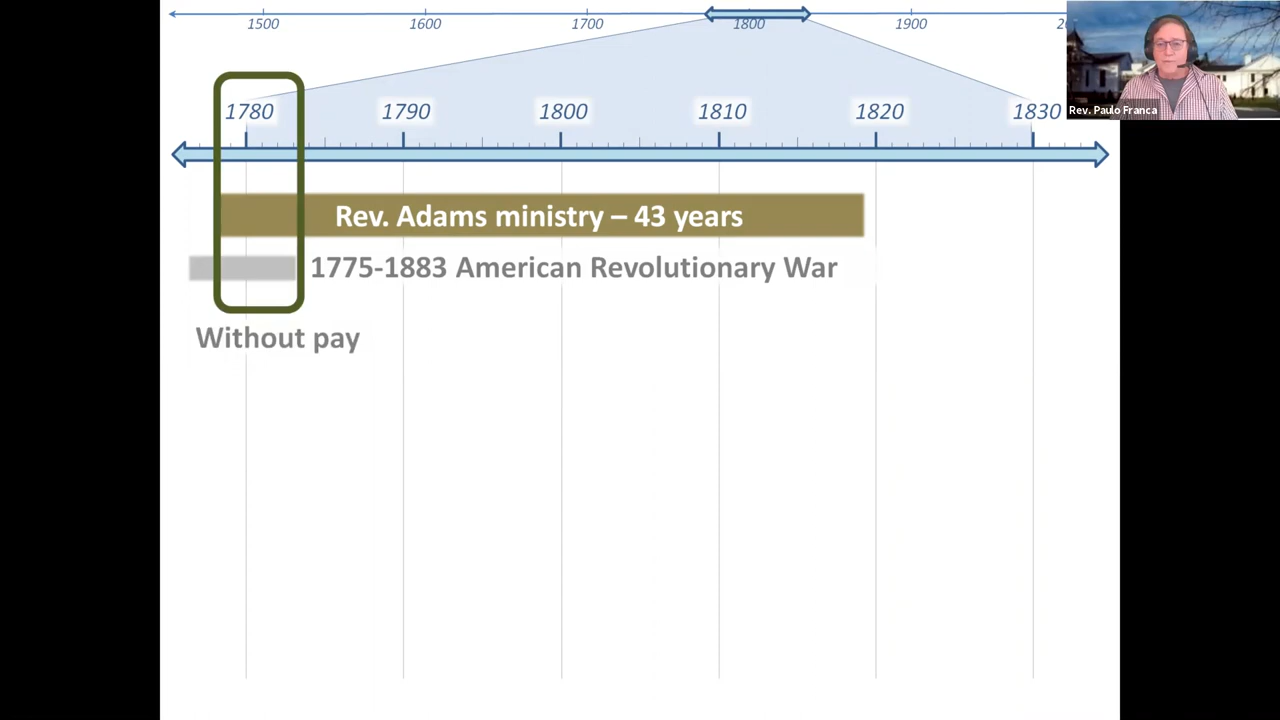 1500 1600 1700 1800 1900
Rev. Paulo Franca
1780 1790 1800 1810 1820 1830
Rev. Adams ministry – 43 years
1775-1883 American Revolutionary War
Without pay